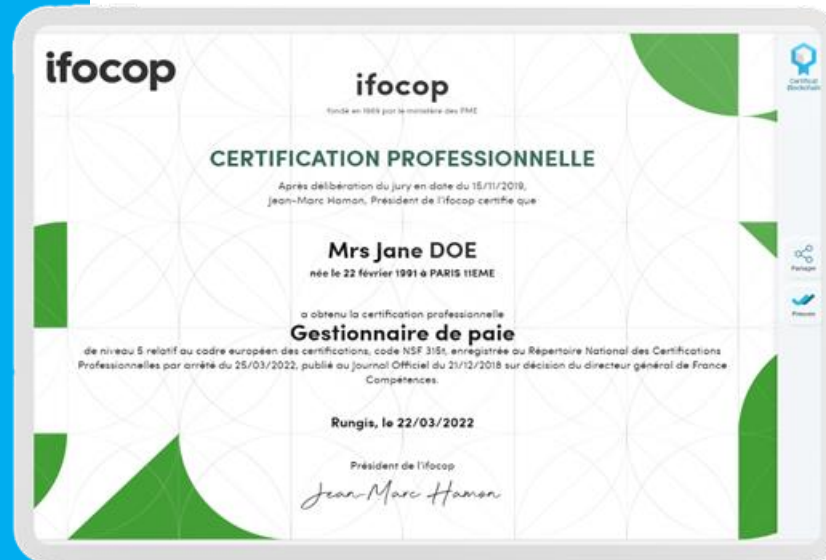 ifocop
ifocop
fondé en 1969 par le ministère des PME
CERTIFICATION PROFESSIONNELLE
Après délibération du jury en date du 15/11/2019,
Jean-Marc Hamon, Président de l'ifocop certifie que
Mrs Jane DOE
née le 22 février 1991 à PARIS 11EME
a obtenu la certification professionnelle
Gestionnaire de paie
de niveau 5 relatif au cadre européen des certifications, code NSF 315t, enregistrée au Répertoire National des Certifications
Professionnelles par arrêté du 25/03/2022, publié au Journal Officiel du 21/12/2018 sur décision du directeur général de France
Compétences.
Rungis, le 22/03/2022
Président de l'ifocop
Jean-Marc Hamon
Certificat
Blockchain
Partager
Preuves